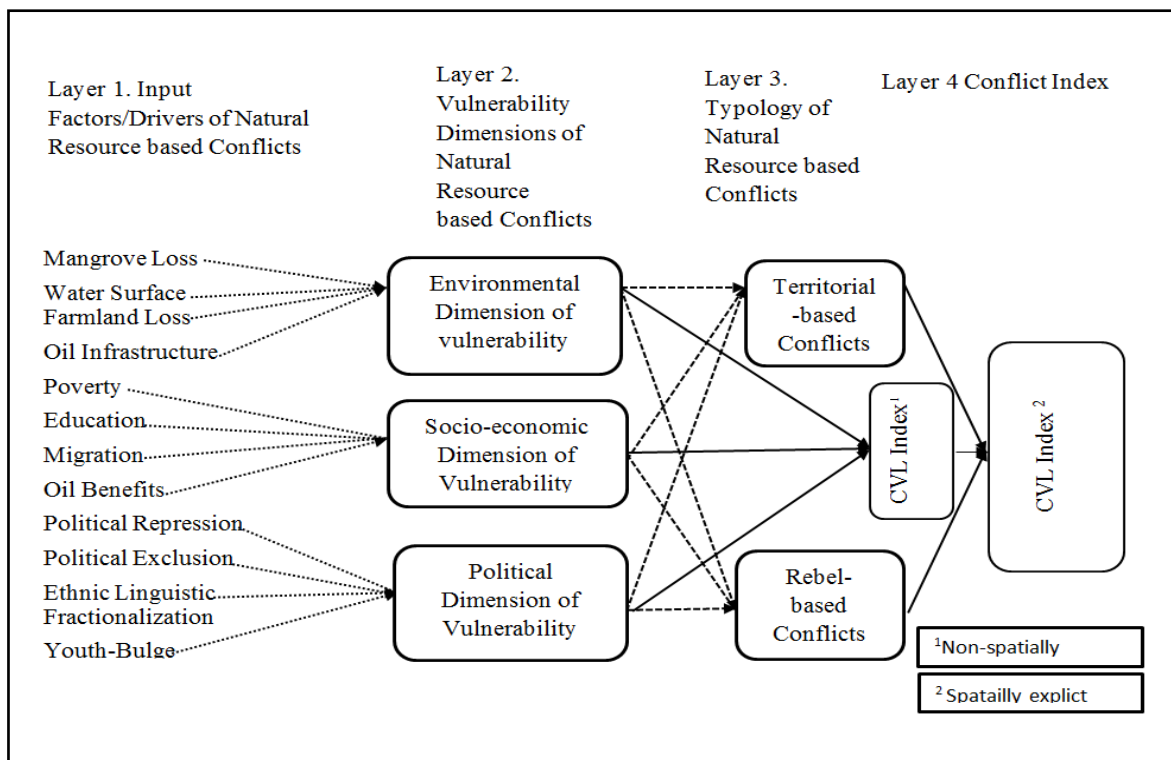 Layer 1. Input
Factors/Drivers of Natural
Resource based Conflicts
Layer 2.
Vulnerability
Dimensions of
Natural
Resource
based Conflicts
Layer 3.
Typology of
Natural
Resource based
Conflicts
Layer 4 Conflict Index
Mangrove Loss
Water Surface
Farmland Loss
Oil Infrastructure
Poverty
Education
Migration
Oil Benefits
Political Repression
Political Exclusion
Ethnic Linguistic
Fractionalization
Youth-Bulge
Environmental
Dimension of
vulnerability
Socio-economic
Dimension of
Vulnerability
Political
Dimension of
Vulnerability
Territorial
-based
Conflicts
CVL Index¹
Rebel-
based
Conflicts
CVL Index ²
¹Non-spatially
² Spatailly explict